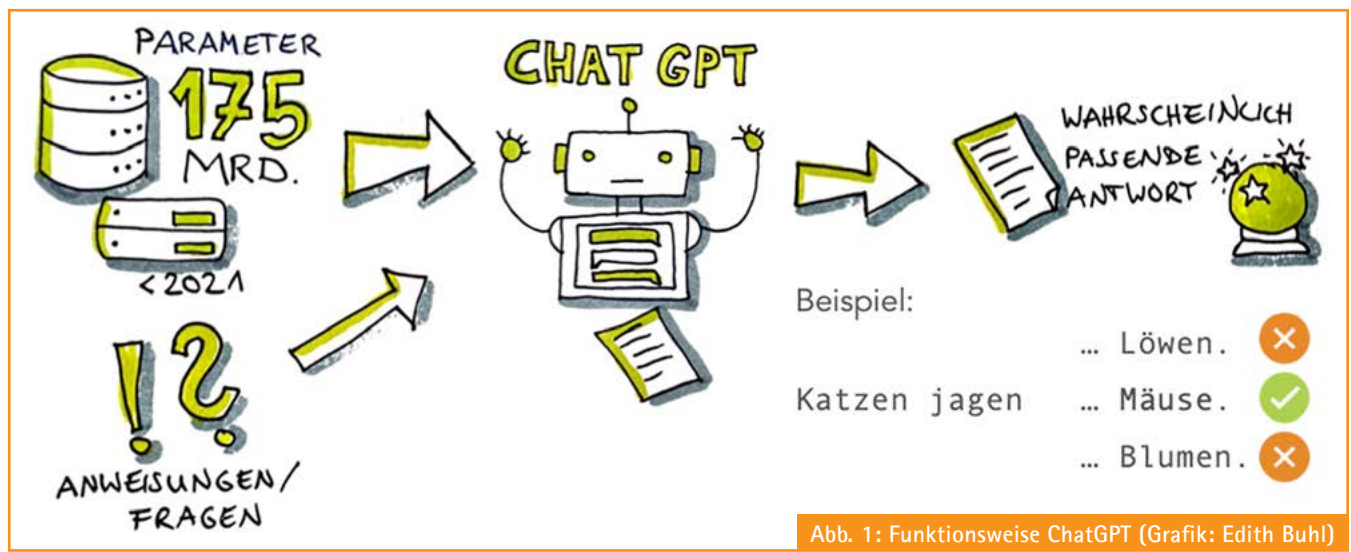 PARAMETER
175
MRD.
<2021
ANWEISUNGEN/
FRAGEN
CHAT GPT
WAHRSCHEINLICH
PASSENDE
ANTWORT
Beispiel:
… Löwen.
Katzen jagen … Mäuse.
… Blumen.
Abb. 1: Funktionsweise ChatGPT (Grafik: Edith Buhl)